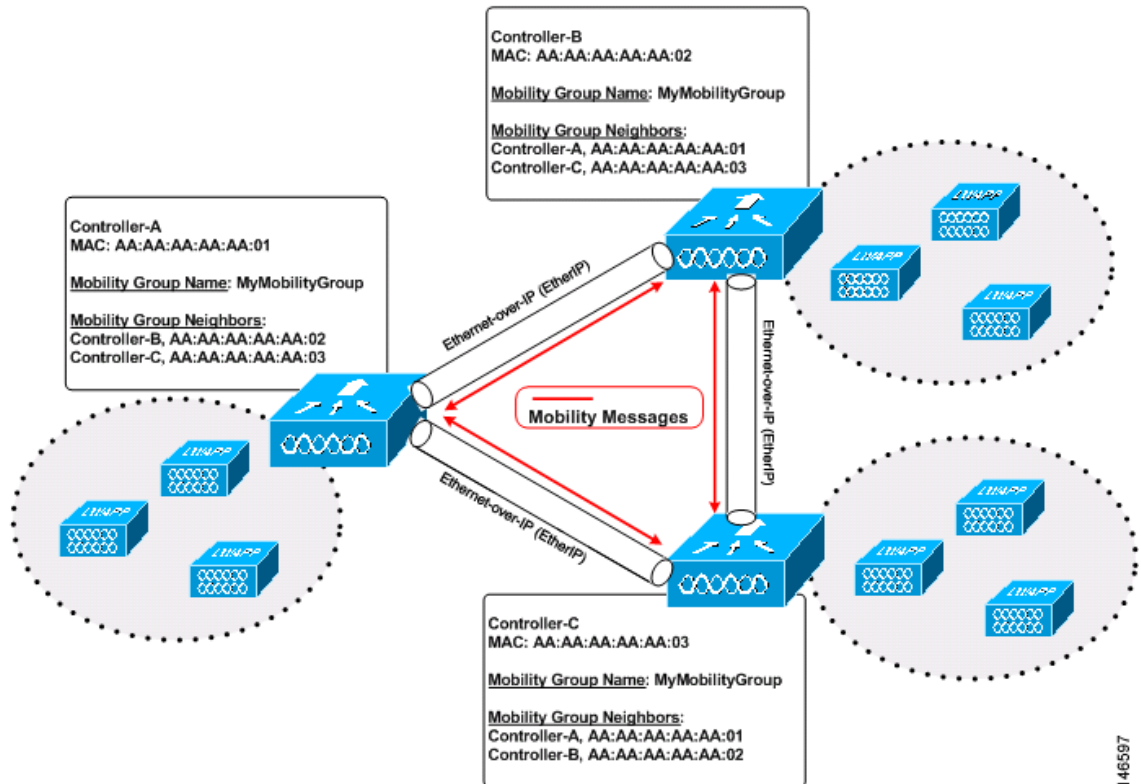 Controller-B
MAC: AA:AA:AA:AA:AA:02
Mobility Group Name: MyMobilityGroup
Mobility Group Neighbors:
Controller-A, AA:AA:AA:AA:AA:01
Controller-C, AA:AA:AA:AA:AA:03
Controller-A
MAC: AA:AA:AA:AA:AA:01
Mobility Group Name: MyMobilityGroup
Mobility Group Neighbors:
Controller-B, AA:AA:AA:AA:AA:02
Controller-C, AA:AA:AA:AA:AA:03
LWAPP
LWAPP
LWAPP
Ethernet-over-IP (EtherIP)
Ethernet-over-IP (EtherIP)
Mobility Messages
LWAPP
LWAPP
LWAPP
Ethernet-over-IP (EtherIP)
LWAPP
LWAPP
LWAPP
Controller-C
MAC: AA:AA:AA:AA:AA:03
Mobility Group Name: MyMobilityGroup
Mobility Group Neighbors:
Controller-A, AA:AA:AA:AA:AA:01
Controller-B, AA:AA:AA:AA:AA:02
146597